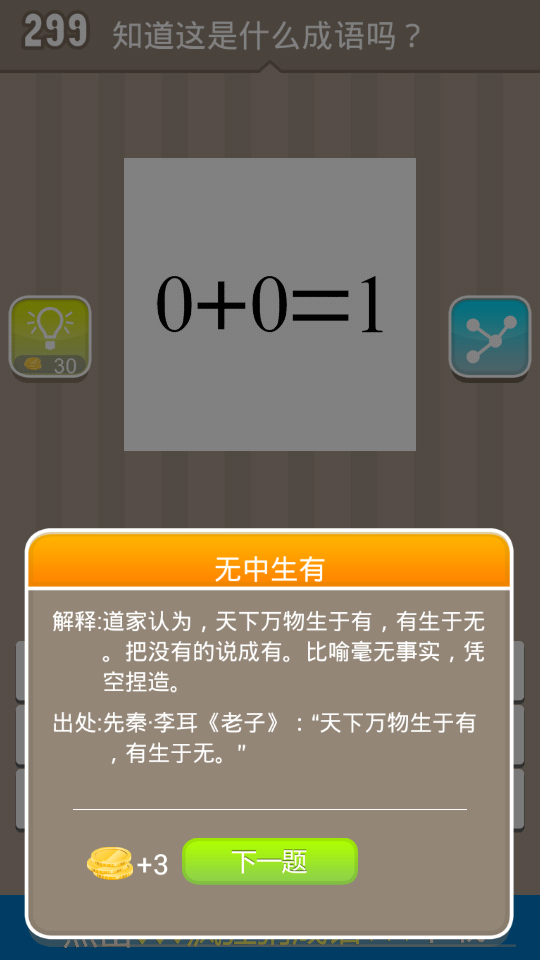 299 知道这是什么成语吗？
0+0=1
30
无中生有
解释:道家认为，天下万物生于有，有生于无
。把没有的说成有。比喻毫无事实，凭
空捏造。
出处:先秦·李耳《老子》：“天下万物生于有
，有生于无。”
+3 下一题